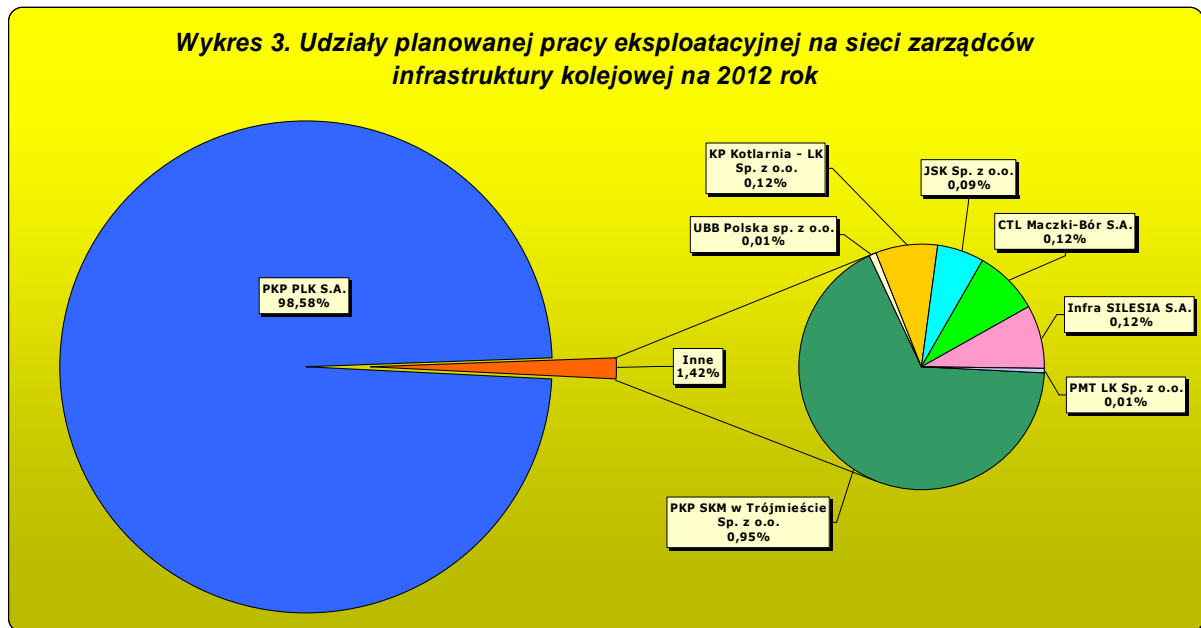 Wykres 3. Udziały planowanej pracy eksploatacyjnej na sieci zarządców
infrastruktury kolejowej na 2012 rok
PKP PLK S.A.
98,58%
Inne
1,42%
KP Kotlarnia - LK
Sp. z o.o.
0,12%
UBB Polska sp. z o.o.
0,01%
JSK Sp. z o.o.
0,09%
CTL Maczki-Bór S.A.
0,12%
Infra SILESIA S.A.
0,12%
PMT LK Sp. z o.o.
0,01%
PKP SKM w Trójmieście
Sp. z o.o.
0,95%